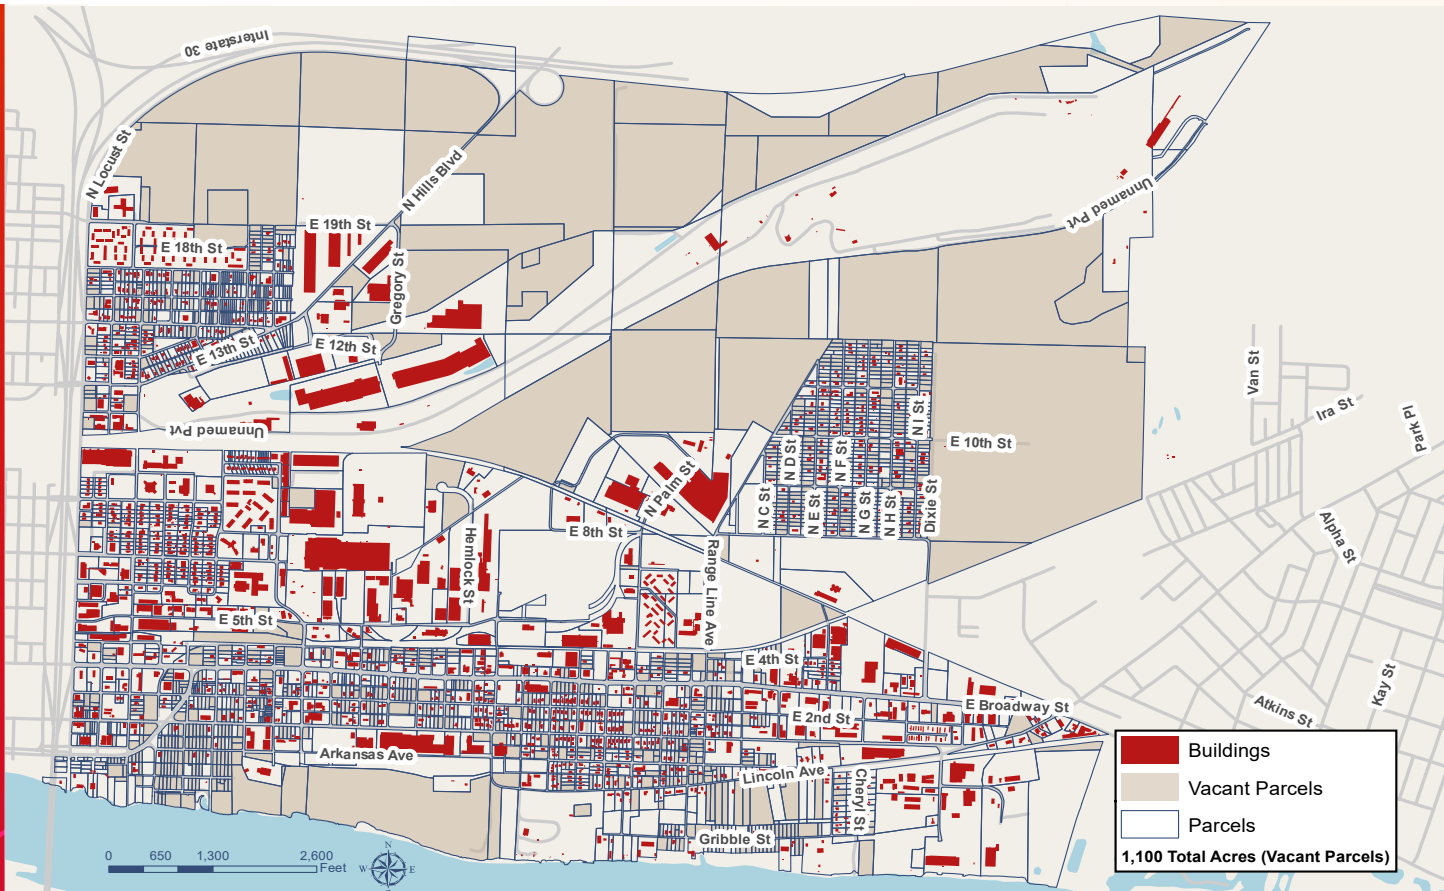 Interstate 30
N Locust St
N Hills Blvd
E 19th St
E 18th St
Gregory St
Unnamed Pvt
E 13th St
E 12th St
Unnamed Pvt
Van St
Ira St
Park Pl
N I St
E 10th St
N D St
N F St
N Palm St
N C St
N E St
N G St
N H St
Dixie St
E 8th St
Hemlock St
Range Line Ave
Alpha St
E 5th St
E 4th St
Kay St
E Broadway St
Atkins St
E 2nd St
Arkansas Ave
Lincoln Ave
Cheryl St
Gribble St
Buildings
Vacant Parcels
Parcels
1,100 Total Acres (Vacant Parcels)
0 650 1,300 2,600
Feet
N
W E
S